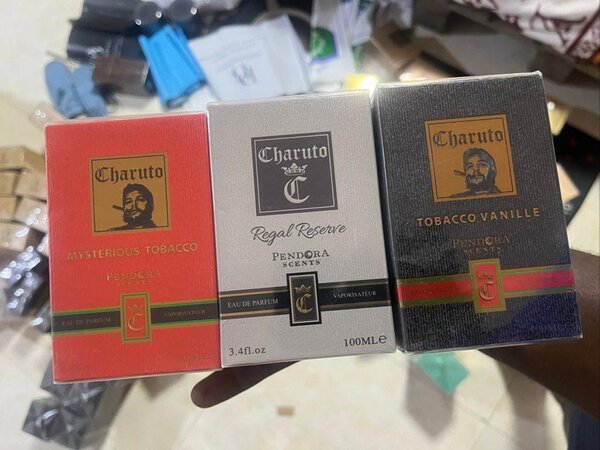 Charuto
MYSTERIOUS TOBACCO
PENDORA
SCENTS
EAU DE PARFUM
C
VAPORISATEUR
Charuto
C
Regal Reserve
PENDORA
SCENTS
EAU DE PARFUM
C
VAPORISATEUR
3.4fl.oz
100ML℮
Charuto
TOBACCO VANILLE
PENDORA
SCENTS
C